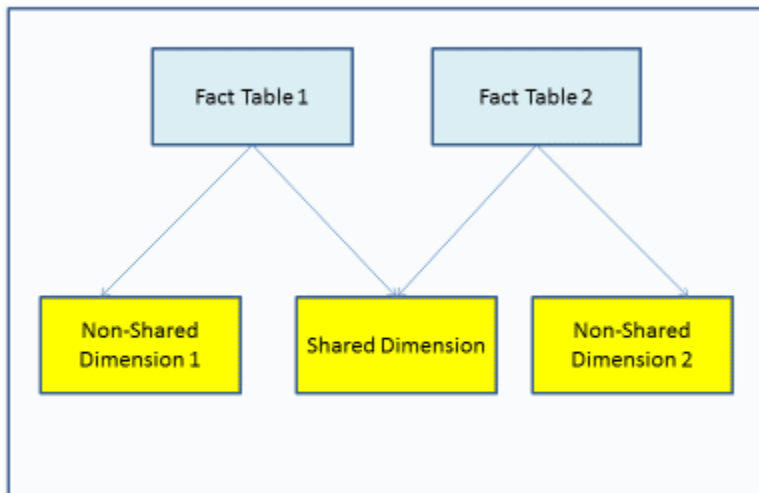 Fact Table 1
Fact Table 2
Non-Shared
Dimension 1
Shared Dimension
Non-Shared
Dimension 2